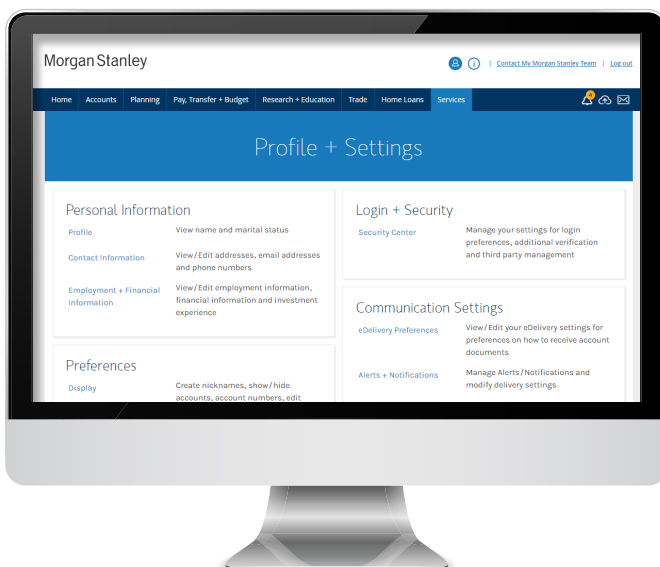 Morgan Stanley
i | Contact My Morgan Stanley Team | Log out
Home Accounts Planning Pay, Transfer + Budget Research + Education Trade Home Loans Services 4
Profile + Settings
Personal Information
Profile View name and marital status
Contact Information View/Edit addresses, email addresses
and phone numbers
Employment + Financial View/Edit employment information,
Information financial information and investment
experience
Preferences
Display Create nicknames, show/hide
accounts, account numbers, edit
Login + Security
Security Center Manage your settings for login
preferences, additional verification
and third party management
Communication Settings
eDelivery Preferences View/Edit your eDelivery settings for
preferences on how to receive account
documents
Alerts + Notifications Manage Alerts/Notifications and
modify delivery settings